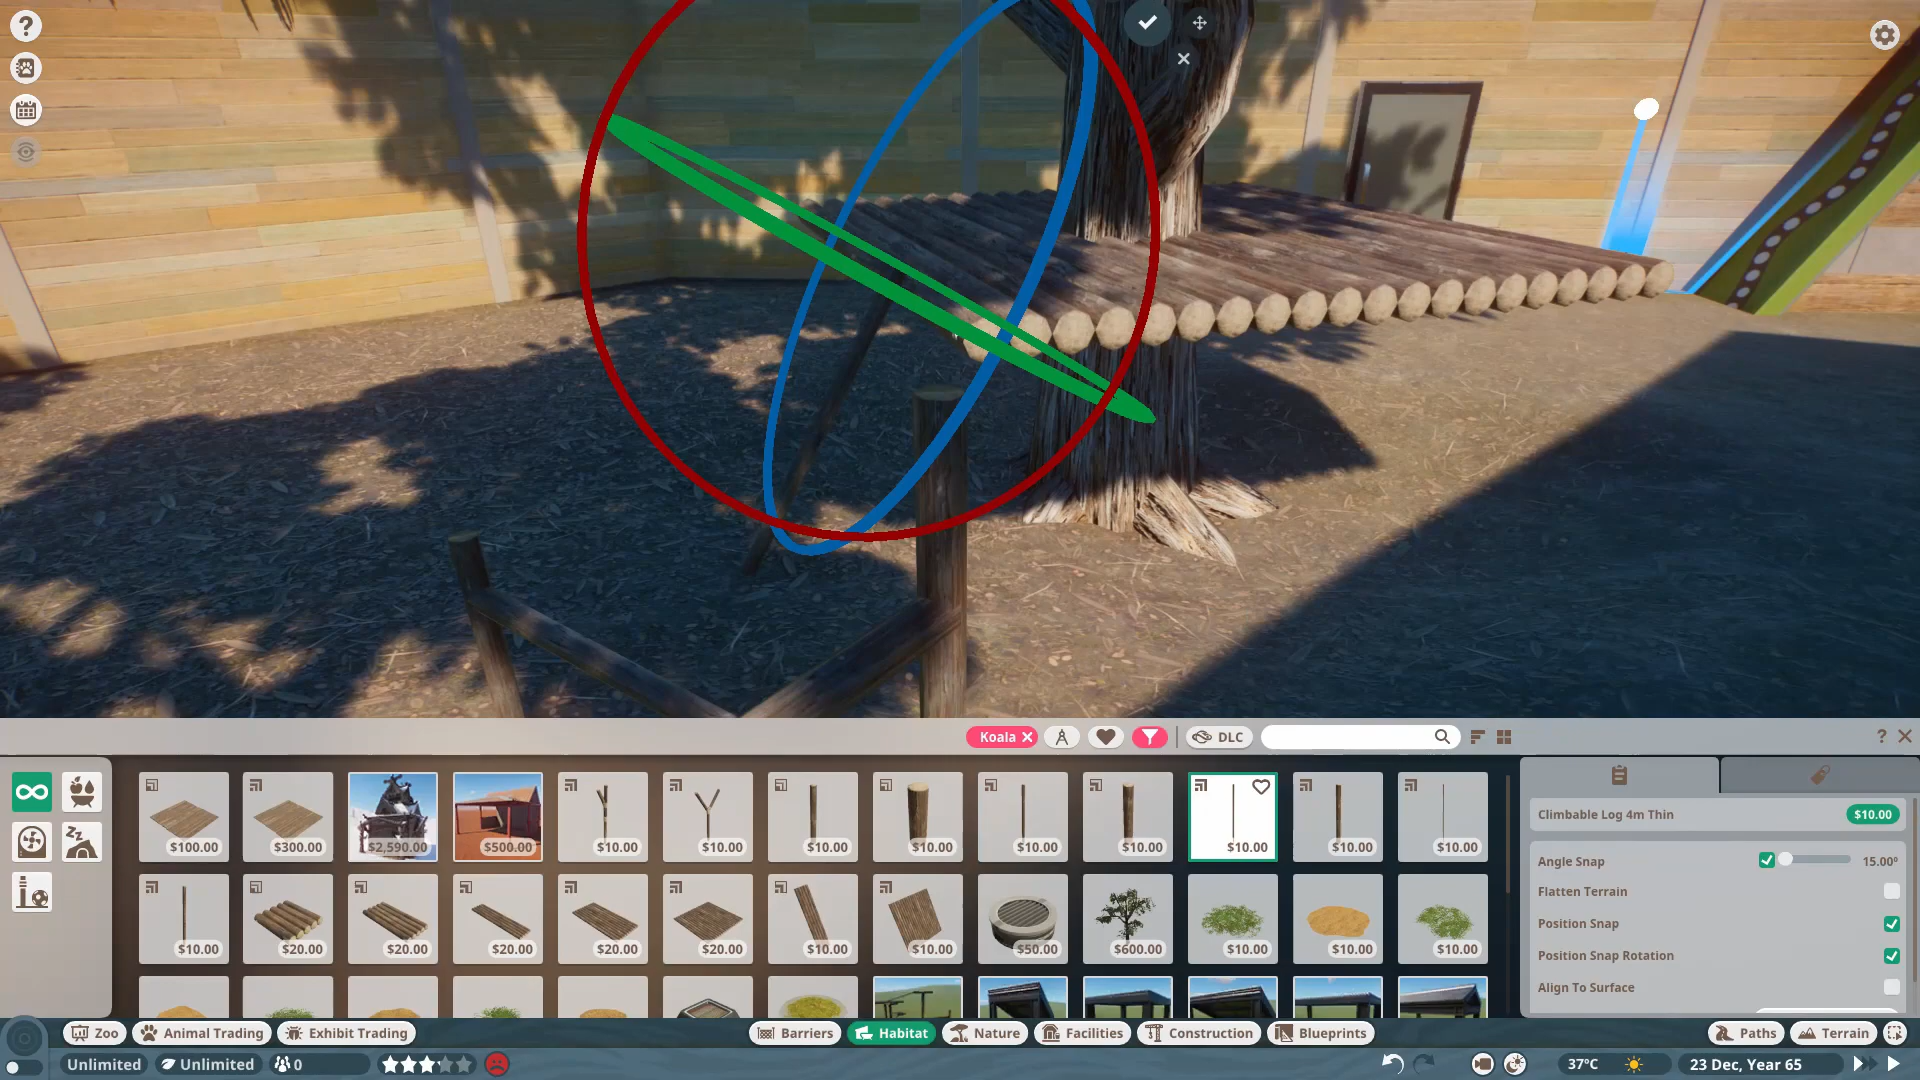 Koala
DLC
$100.00 $300.00 $2,590.00 $500.00 $10.00 $10.00 $10.00 $10.00 $10.00 $10.00 $10.00 $10.00 $10.00
$10.00 $20.00 $20.00 $20.00 $20.00 $20.00 $10.00 $10.00 $50.00 $600.00 $10.00 $10.00 $10.00
Climbable Log 4m Thin $10.00
Angle Snap 15.00º
Flatten Terrain
Position Snap
Position Snap Rotation
Align To Surface
Zoo Animal Trading Exhibit Trading Barriers Habitat Nature Facilities Construction Blueprints Paths Terrain
Unlimited Unlimited 0 37°C 23 Dec, Year 65